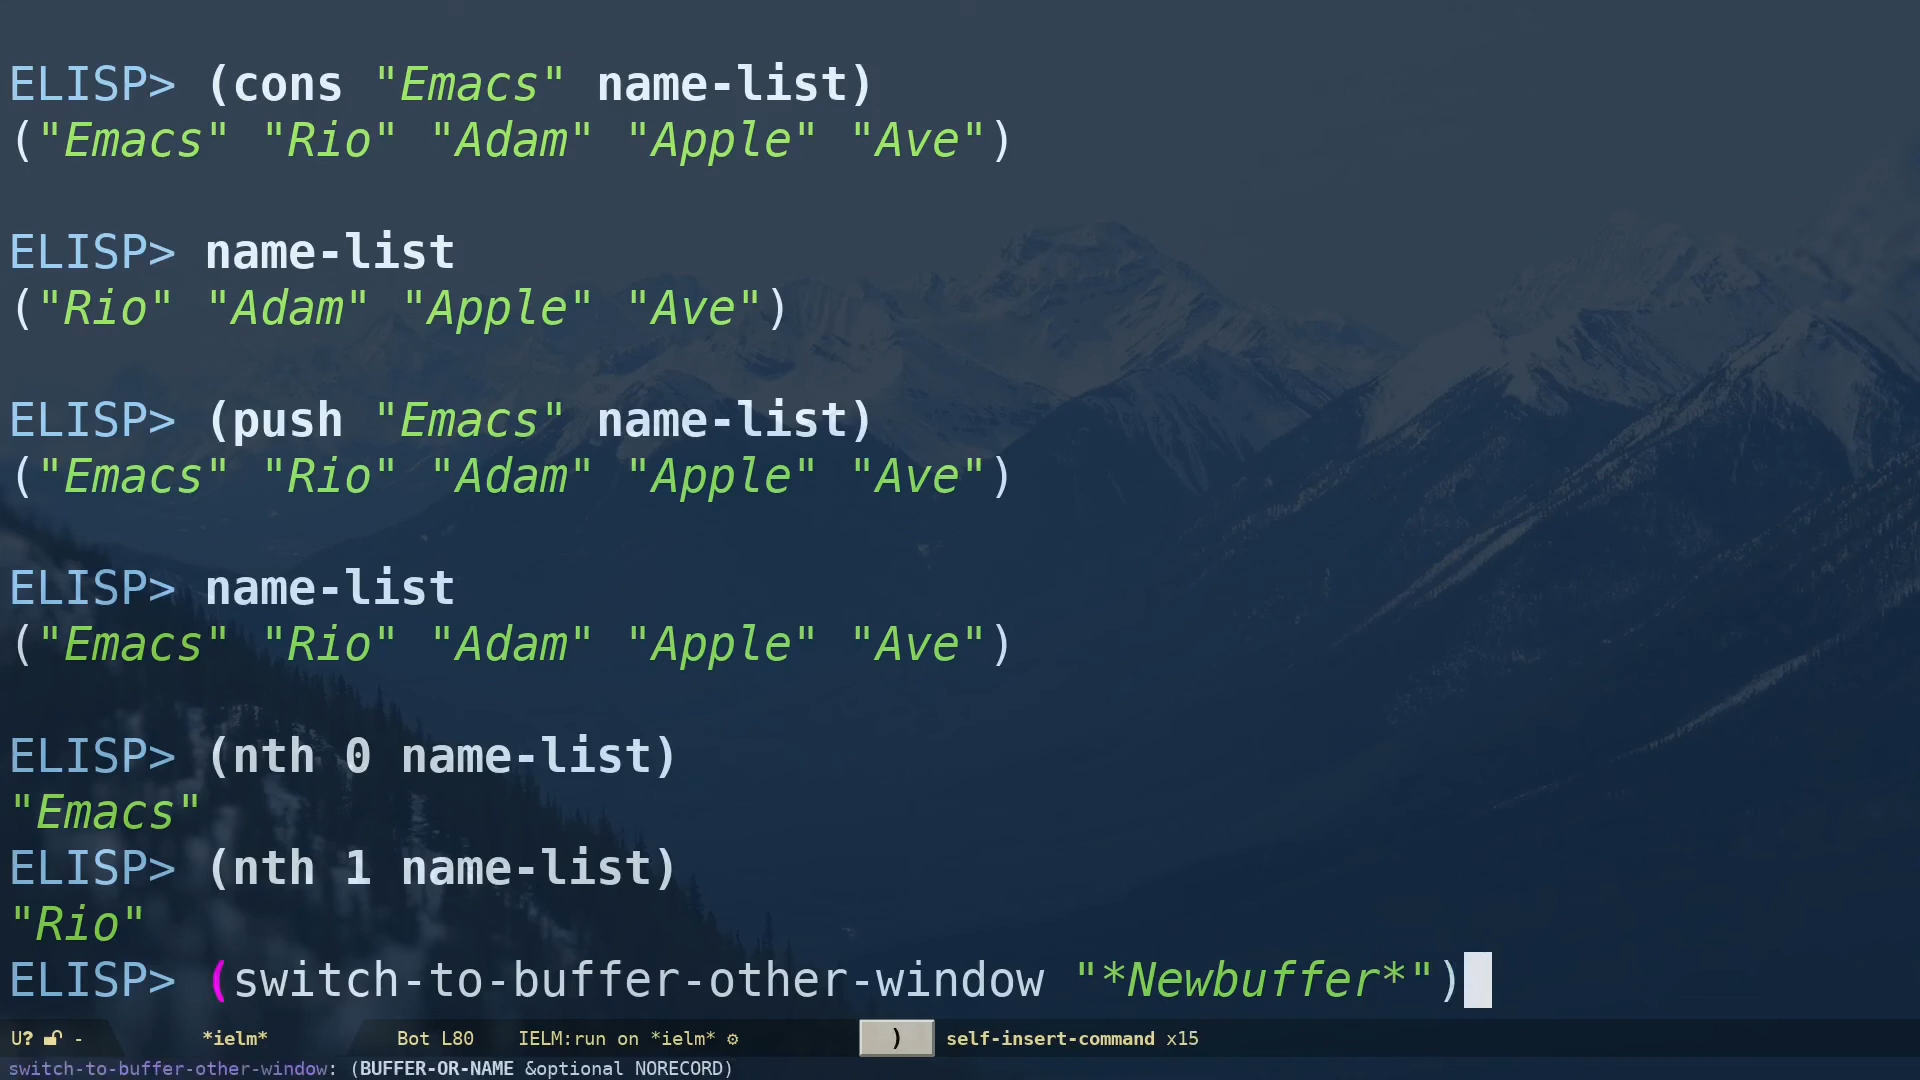 ELISP> (cons "Emacs" name-list)
("Emacs" "Rio" "Adam" "Apple" "Ave")
ELISP> name-list
("Rio" "Adam" "Apple" "Ave")
ELISP> (push "Emacs" name-list)
("Emacs" "Rio" "Adam" "Apple" "Ave")
ELISP> name-list
("Emacs" "Rio" "Adam" "Apple" "Ave")
ELISP> (nth 0 name-list)
"Emacs"
ELISP> (nth 1 name-list)
"Rio"
ELISP> (switch-to-buffer-other-window "*Newbuffer*")
U? - *ielm* Bot L80 IELM:run on *ielm* ⚙ ) self-insert-command x15
switch-to-buffer-other-window: (BUFFER-OR-NAME &optional NORECORD)